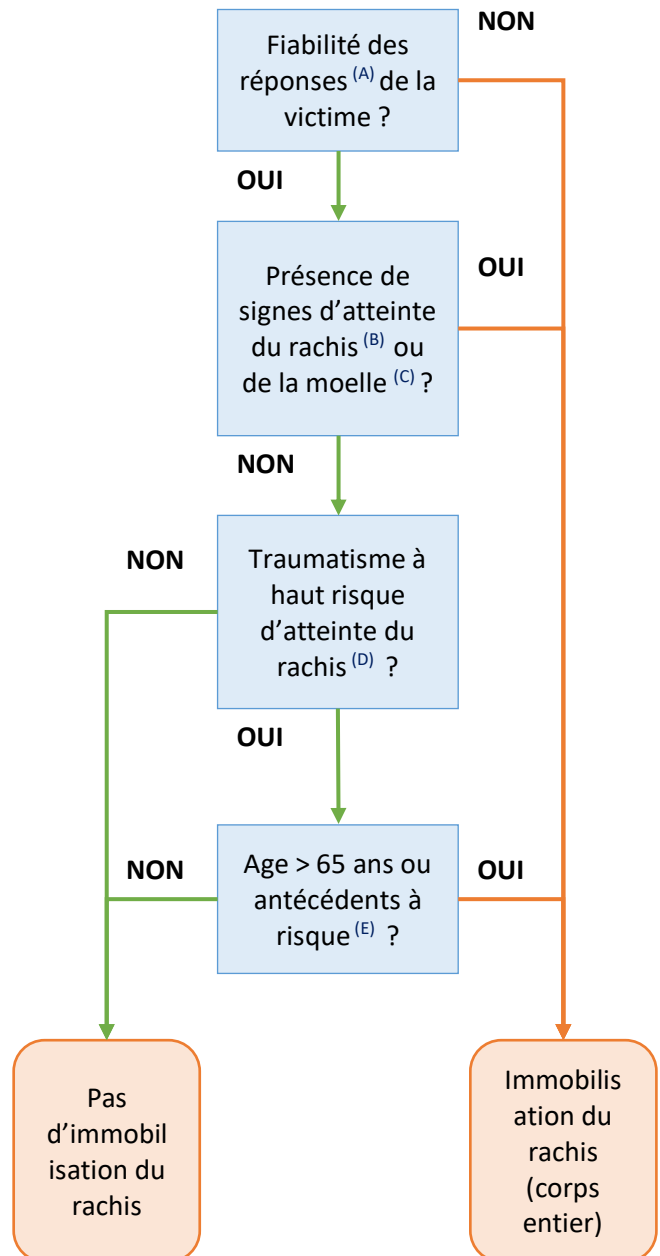 NON
Fiabilité des
réponses (A) de la
victime ?
OUI
Présence de
signes d’atteinte
du rachis (B) ou
de la moelle (C) ?
OUI
NON
NON
Traumatisme à
haut risque
d’atteinte du
rachis (D) ?
OUI
NON
Age > 65 ans ou
antécédents à
risque (E) ?
OUI
Pas
d’immobil
isation du
rachis
Immobilis
ation du
rachis
(corps
entier)